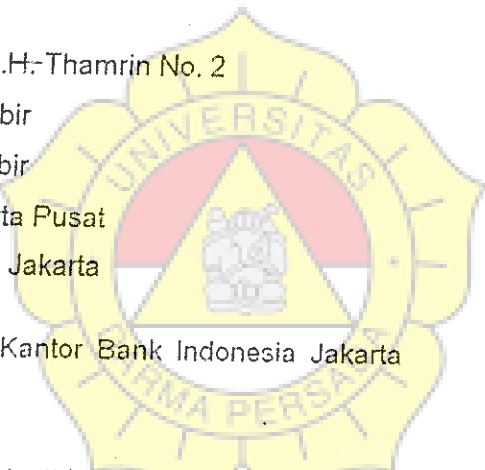 .H.-Thamrin No. 2
bir
bir
ta Pusat
Jakarta
Kantor Bank Indonesia Jakarta
UNIVERSITAS
DARMA PERSADA